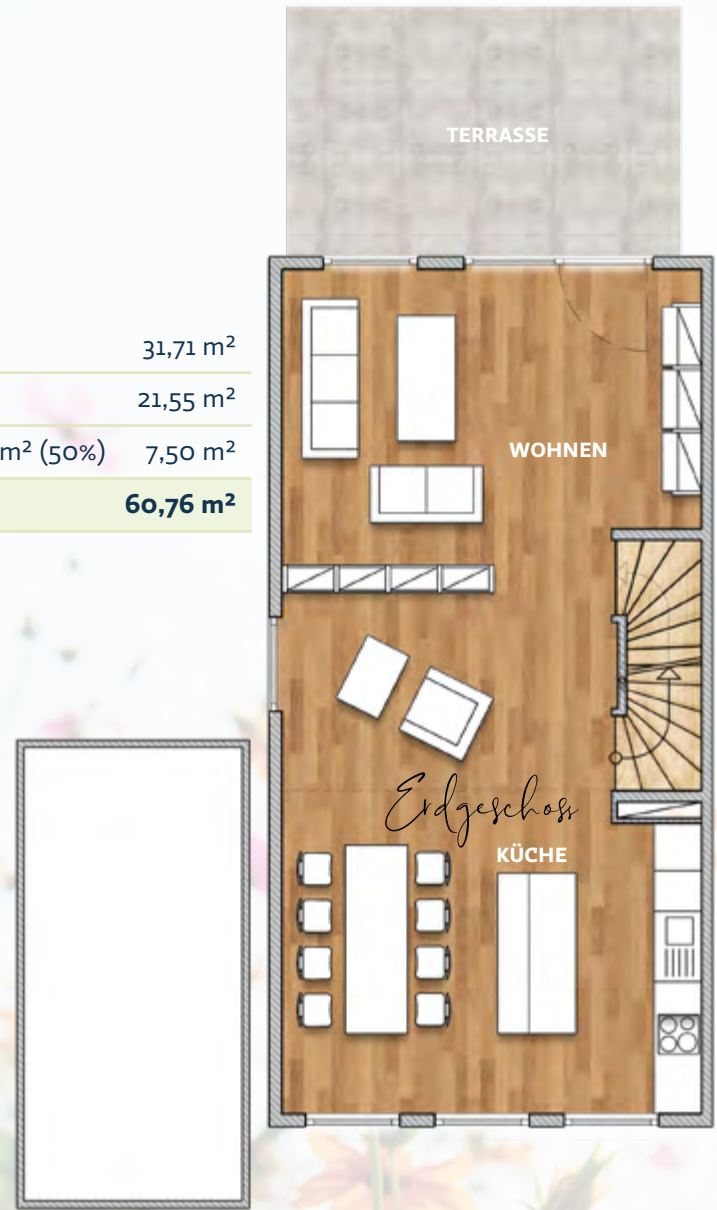 TERRASSE
31,71 m²
21,55 m²
m² (50%) 7,50 m²
60,76 m²
WOHNEN
Erdgeschoss
KÜCHE